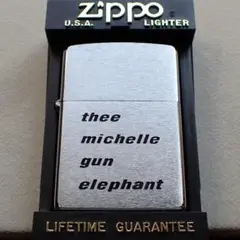 zippo
U.S.A. LIGHTER
thee
michelle
gun
elephant
LIFETIME GUARANTEE